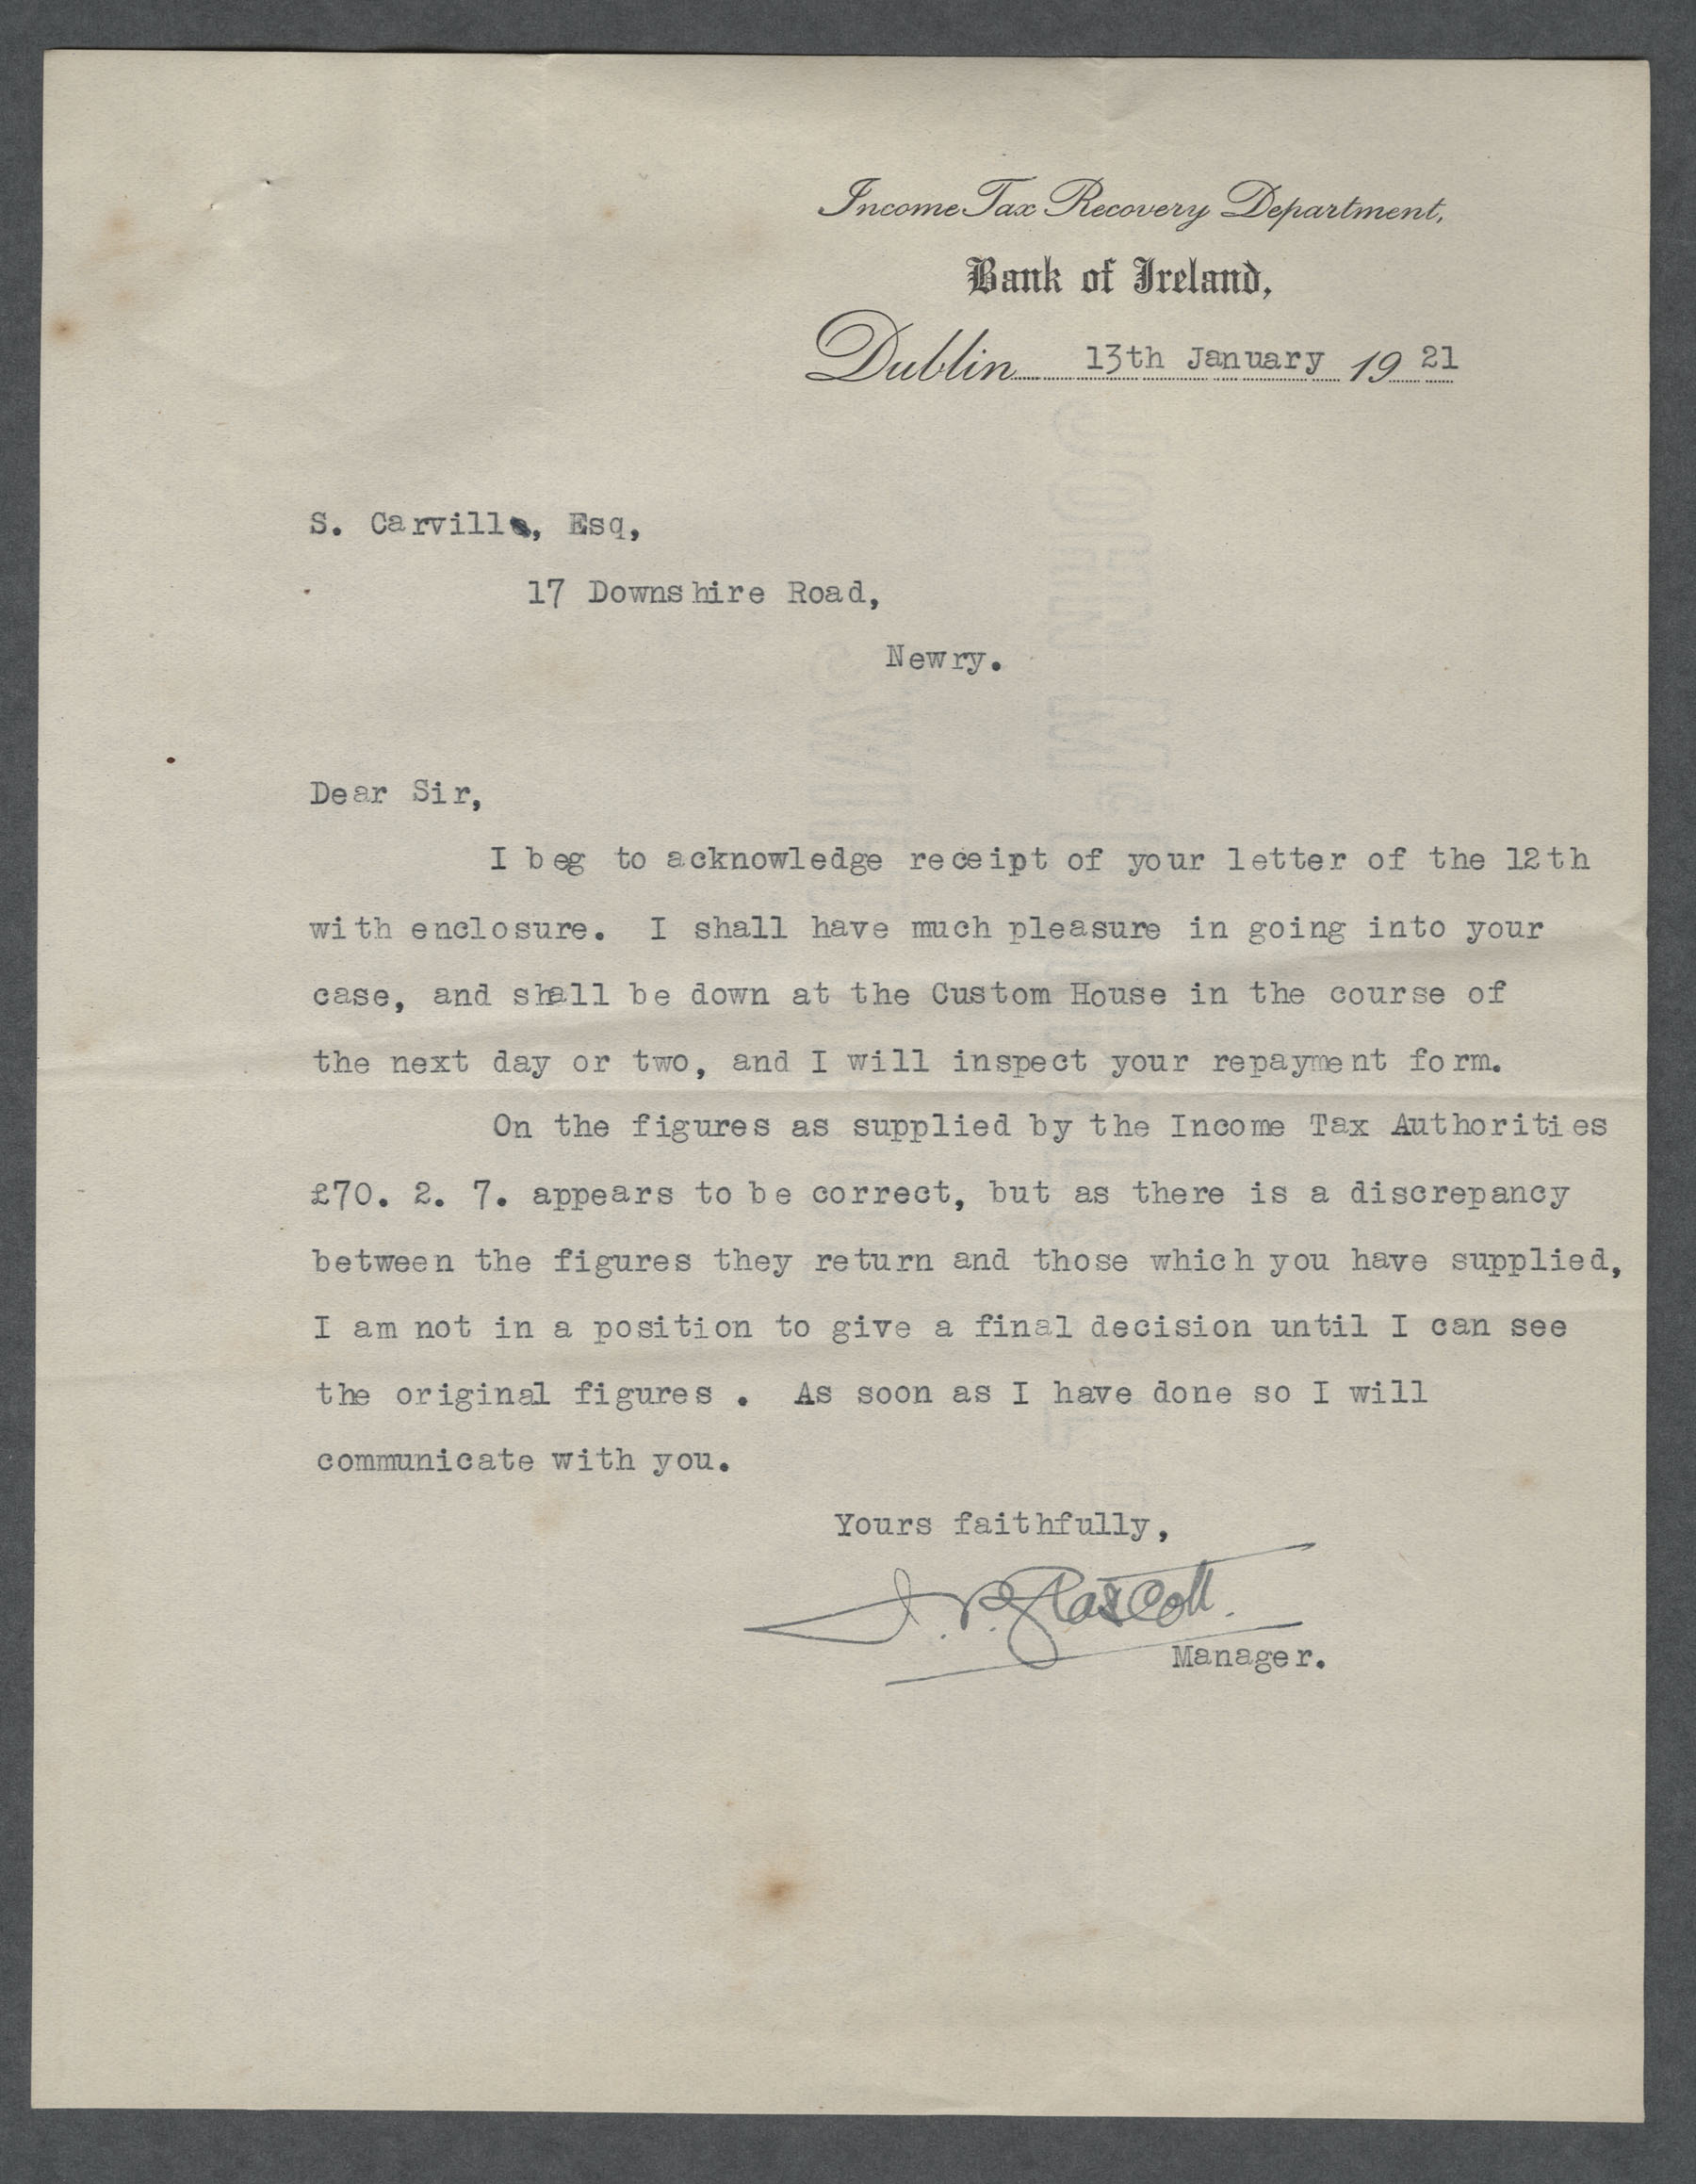 Income Tax Recovery Department,
Bank of Ireland,
Dublin 13th January 1921
S. Carvill, Esq,
17 Downshire Road,
Newry.
Dear Sir,
I beg to acknowledge receipt of your letter of the 12th
with enclosure. I shall have much pleasure in going into your
case, and shall be down at the Custom House in the course of
the next day or two, and I will inspect your repayment form.
On the figures as supplied by the Income Tax Authorities
£70. 2. 7. appears to be correct, but as there is a discrepancy
between the figures they return and those which you have supplied,
I am not in a position to give a final decision until I can see
the original figures . As soon as I have done so I will
communicate with you.
Yours faithfully,
Manager.